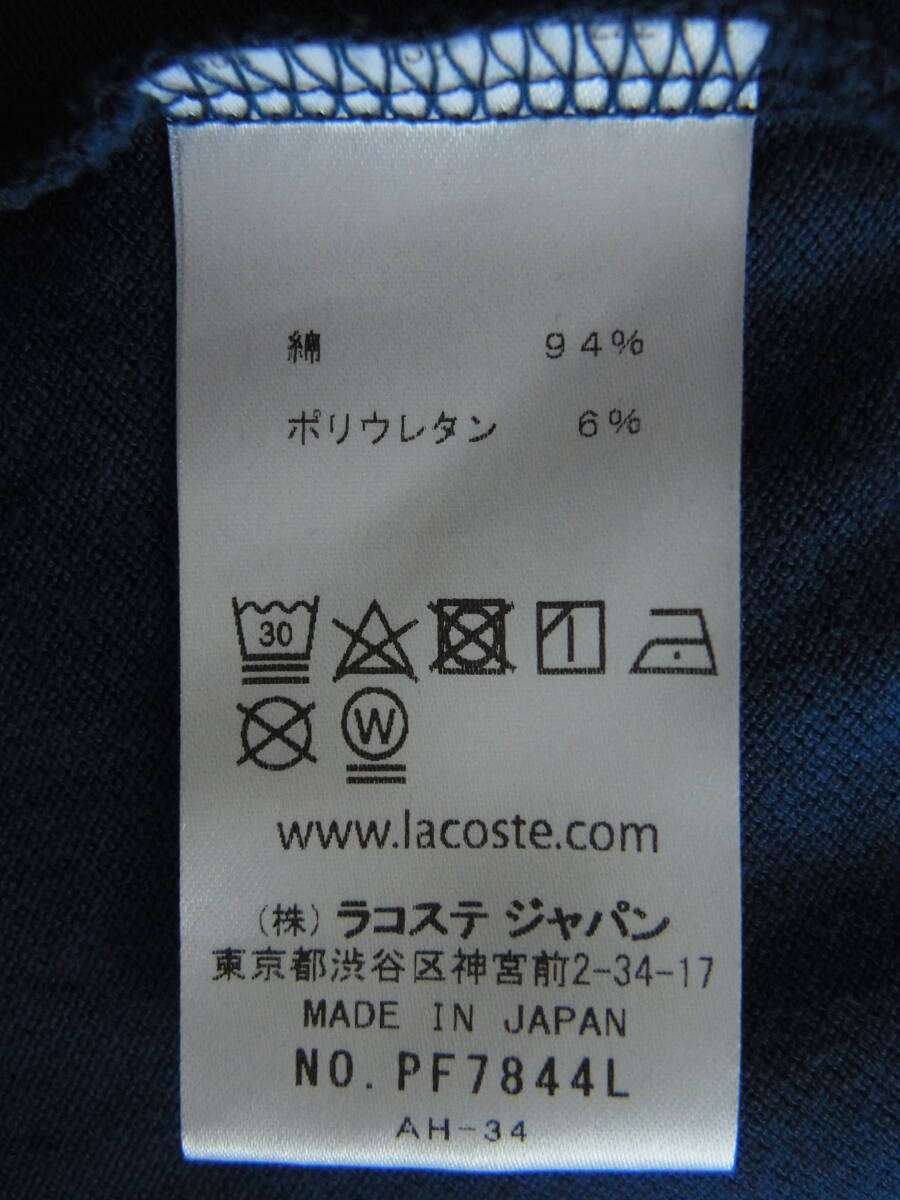 綿 94%
ポリウレタン 6%
30
W
www.lacoste.com
(株) ラコステ ジャパン
東京都渋谷区神宮前2-34-17
MADE IN JAPAN
NO. PF7844L
AH-34